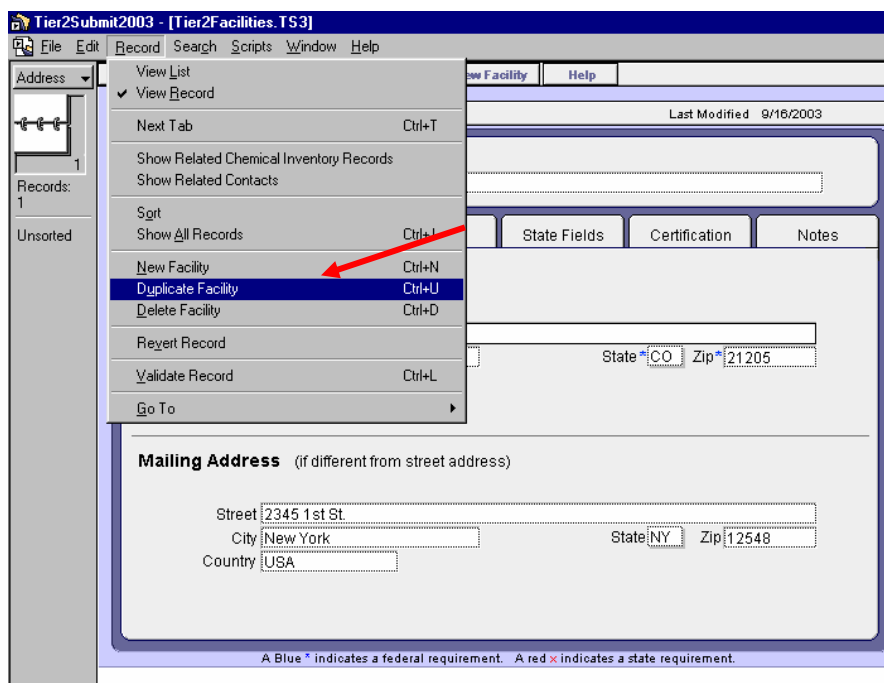 Tier2Submit2003 - [Tier2Facilities.TS3]
File Edit Record Search Scripts Window Help
Address
1
Records:
1
Unsorted
View List
✓ View Record
Next Tab Ctrl+T
Show Related Chemical Inventory Records
Show Related Contacts
Sort
Show All Records
New Facility Ctrl+N
Duplicate Facility Ctrl+U
Delete Facility Ctrl+D
Revert Record
Validate Record Ctrl+L
Go To
Facility Help
Last Modified 9/16/2003
State Fields Certification Notes
State * CO Zip * 21205
Mailing Address (if different from street address)
Street 2345 1st St.
City New York State NY Zip 12548
Country USA
A Blue * indicates a federal requirement. A red x indicates a state requirement.